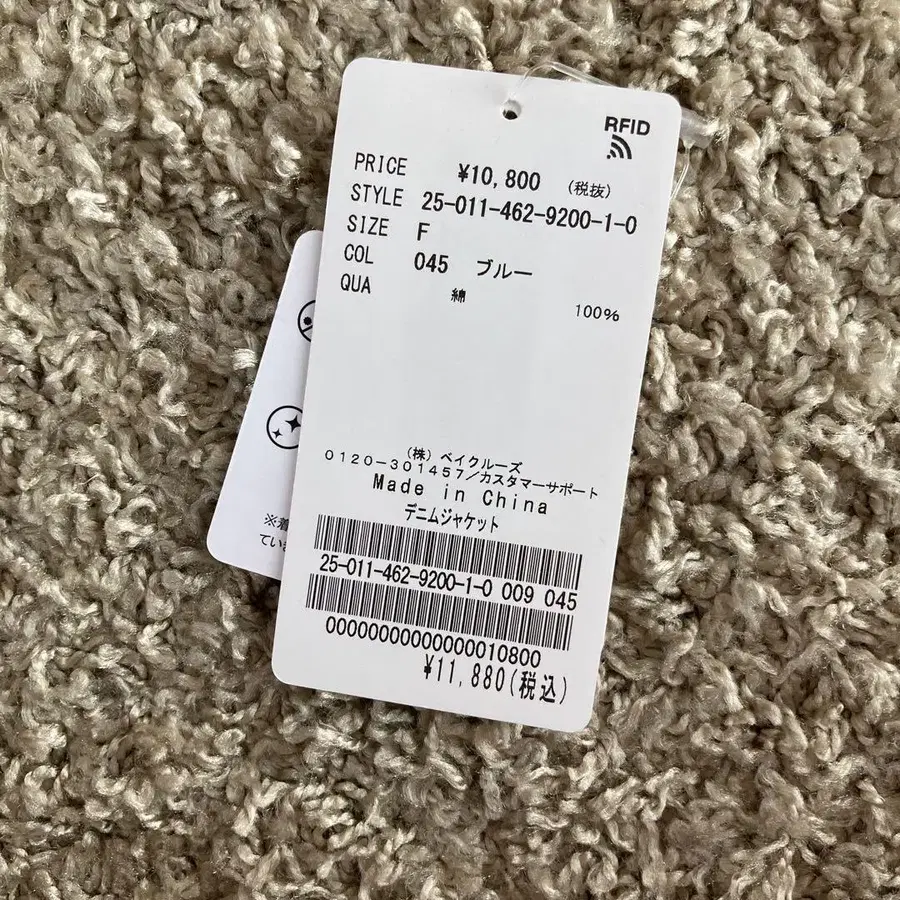 RFID
PRICE ¥10,800 (税抜)
STYLE 25-011-462-9200-1-0
SIZE F
COL 045 ブルー
QUA 綿 100%
(株) ベイクルーズ
0120-301457/カスタマーサポート
Made in China
デニムジャケット
25-011-462-9200-1-0 009 045
0000000000000000010800
¥11,880(税込)
※着
てい